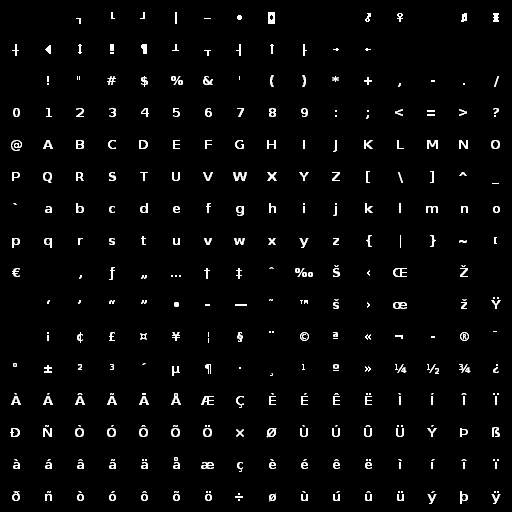 ┐ └ ┘ │ ─ • ◘ ♂ ♀ ♫
┼ ◄ ↕ ‼ ¶ ┴ ┬ ┤ ↑ ├ → ←
! " # $ % & ' ( ) * + , - . /
0 1 2 3 4 5 6 7 8 9 : ; < = > ?
@ A B C D E F G H I J K L M N O
P Q R S T U V W X Y Z [ \ ] ^ _
` a b c d e f g h i j k l m n o
p q r s t u v w x y z { | } ~
€ ‚ ƒ „ … † ‡ ˆ ‰ Š ‹ Œ Ž
‘ ’ “ ” • – — ˜ ™ š › œ ž Ÿ
¡ ¢ £ ¤ ¥ ¦ § ¨ © ª « ¬ - ® ¯
° ± ² ³ ´ µ ¶ · ¸ ¹ º » ¼ ½ ¾ ¿
À Á Â Ã Ä Å Æ Ç È É Ê Ë Ì Í Î Ï
Ð Ñ Ò Ó Ô Õ Ö × Ø Ù Ú Û Ü Ý Þ ß
à á â ã ä å æ ç è é ê ë ì í î ï
ð ñ ò ó ô õ ö ÷ ø ù ú û ü ý þ ÿ